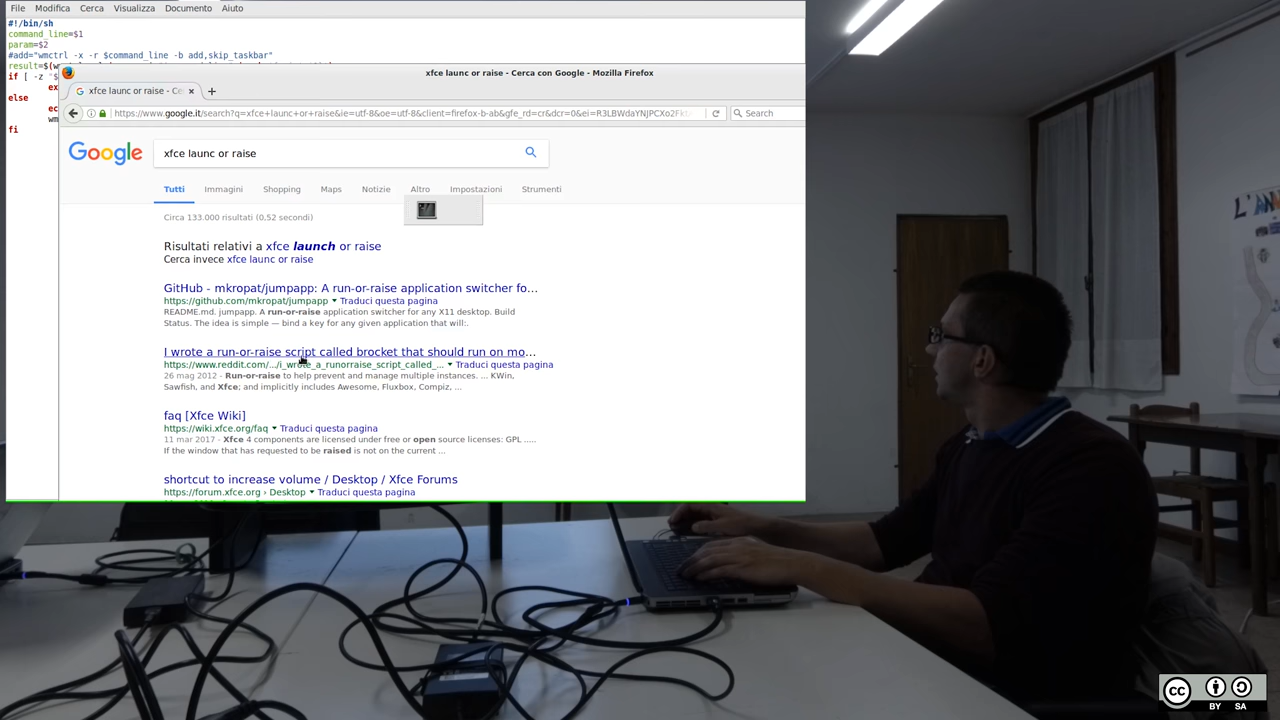 File Modifica Cerca Visualizza Documento Aiuto
#!/bin/sh
command_line=$1
param=$2
#add="wmctrl -x -r $command_line -b add,skip_taskbar"
result=$(w
if [ -z "$
ex
else
ec
wm
fi
xfce launc or raise - Cerca con Google - Mozilla Firefox
xfce launc or raise - Ce
https://www.google.it/search?q=xfce+launc+or+raise&ie=utf-8&oe=utf-8&client=firefox-b-ab&gfe_rd=cr&dcr=0&ei=R3LBWdaYNJPCXo2Fk
Search
Google
xfce launc or raise
Tutti Immagini Shopping Maps Notizie Altro Impostazioni Strumenti
Circa 133.000 risultati (0,52 secondi)
Risultati relativi a xfce launch or raise
Cerca invece xfce launc or raise
GitHub - mkropat/jumpapp: A run-or-raise application switcher fo...
https://github.com/mkropat/jumpapp Traduci questa pagina
README.md. jumpapp. A run-or-raise application switcher for any X11 desktop. Build
Status. The idea is simple — bind a key for any given application that will:.
I wrote a run-or-raise script called brocket that should run on mo...
https://www.reddit.com/.../i_wrote_a_runorraise_script_called_... Traduci questa pagina
26 mag 2012 - Run-or-raise to help prevent and manage multiple instances. ... KWin,
Sawfish, and Xfce; and implicitly includes Awesome, Fluxbox, Compiz, ...
faq [Xfce Wiki]
https://wiki.xfce.org/faq Traduci questa pagina
11 mar 2017 - Xfce 4 components are licensed under free or open source licenses: GPL .....
If the window that has requested to be raised is not on the current ...
shortcut to increase volume / Desktop / Xfce Forums
https://forum.xfce.org › Desktop Traduci questa pagina
L'AN
cc
BY SA